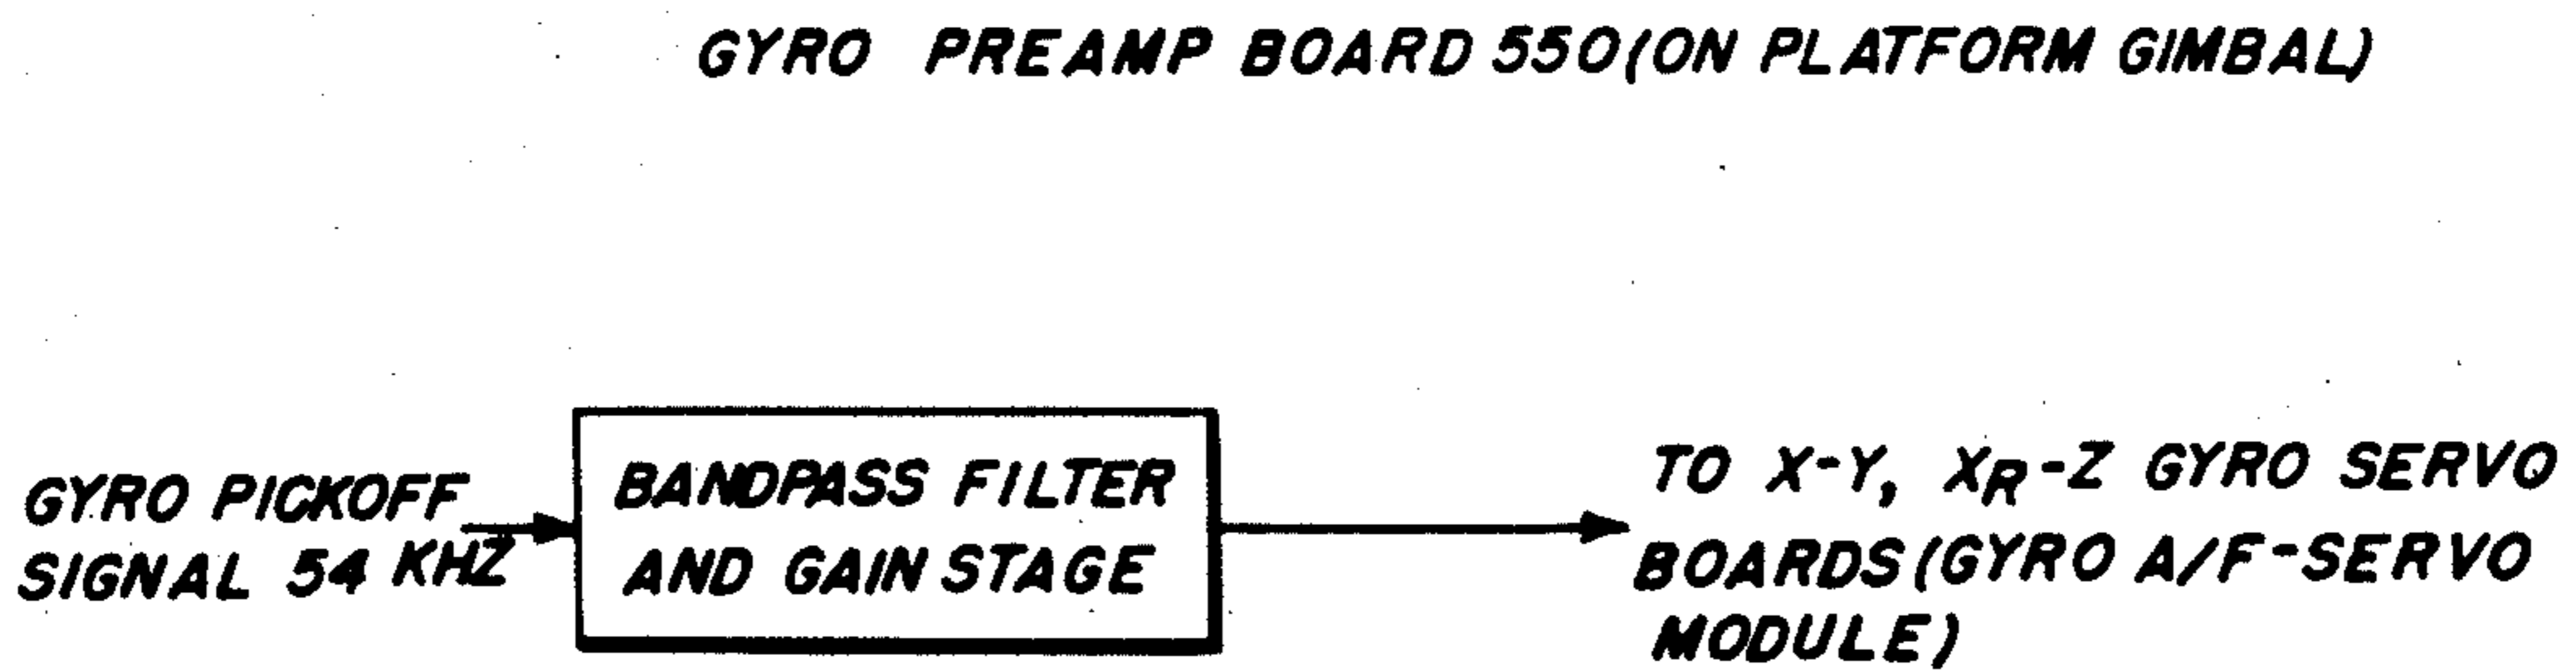 GYRO PREAMP BOARD 550(ON PLATFORM GIMBAL)
GYRO PICKOFF
SIGNAL 54 KHZ
BANDPASS FILTER
AND GAIN STAGE
TO X-Y, XR-Z GYRO SERVO
BOARDS(GYRO A/F-SERVO
MODULE)